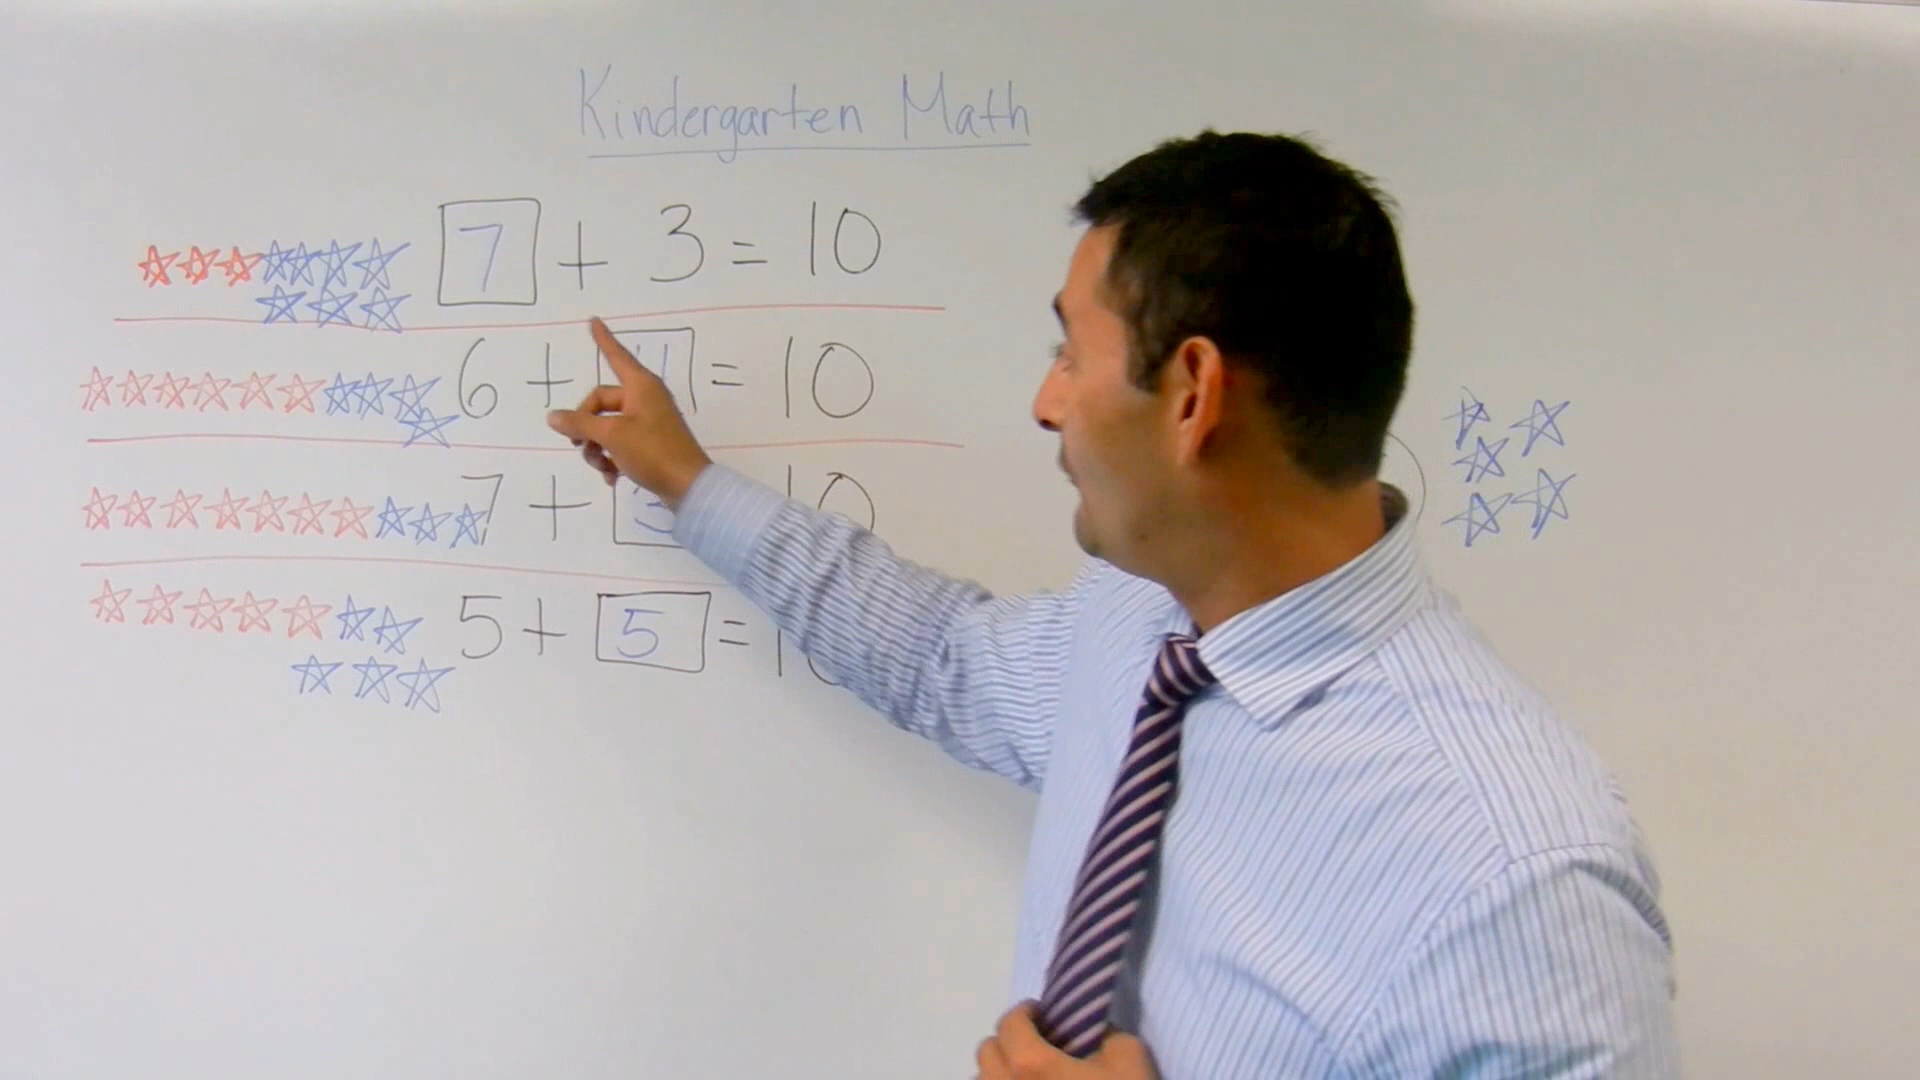 Kindergarten Math
7 + 3 = 10
6 + 4 = 10
7 + 3 10
5 + 5 = 10